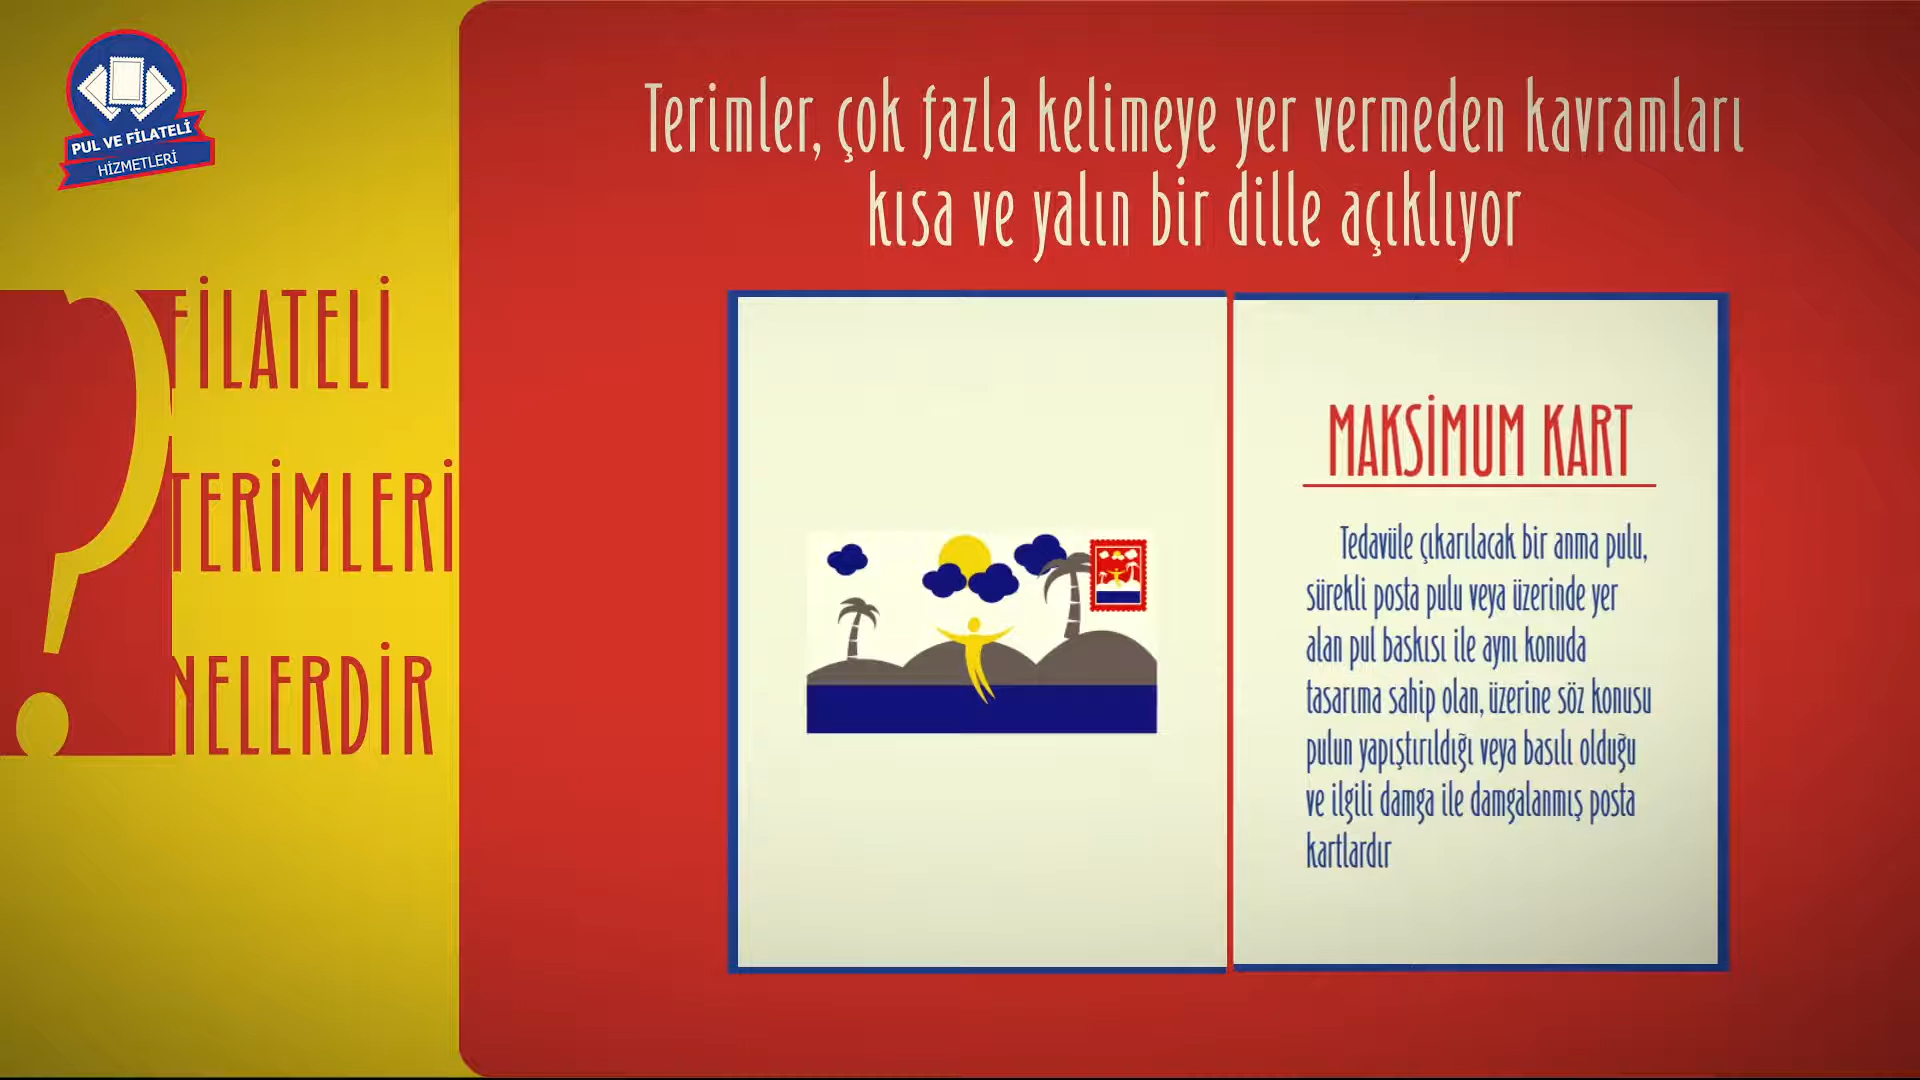 PUL VE FİLATELİ
HİZMETLERİ
?
FİLATELİ
TERİMLERİ
NELERDİR
Terimler, çok fazla kelimeye yer vermeden kavramları
kısa ve yalın bir dille açıklıyor
MAKSİMUM KART
Tedavüle çıkarılacak bir anma pulu,
sürekli posta pulu veya üzerinde yer
alan pul baskısı ile aynı konuda
tasarıma sahip olan, üzerine söz konusu
pulun yapıştırıldığı veya basılı olduğu
ve ilgili damga ile damgalanmış posta
kartlardır